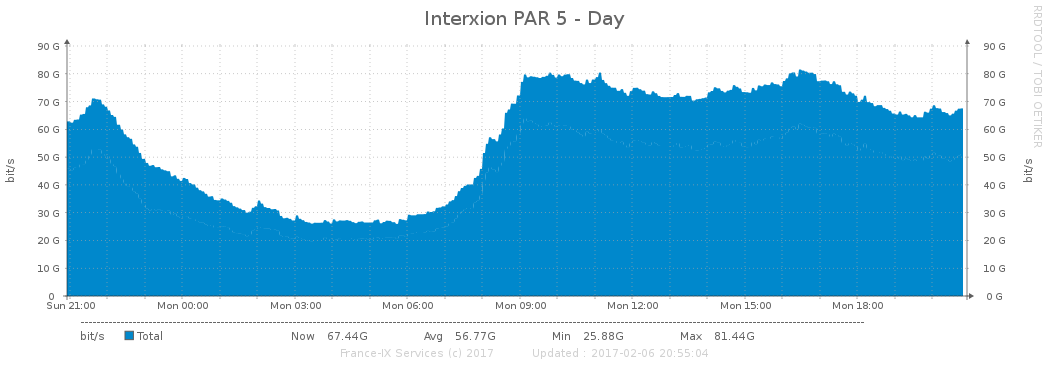 Interxion PAR 5 - Day
RRDTOOL / TOBI OETIKER
90 G 90 G
80 G 80 G
70 G 70 G
60 G 60 G
50 G 50 G
40 G 40 G
30 G 30 G
20 G 20 G
10 G 10 G
0 0 G
bit/s bit/s
Sun 21:00 Mon 00:00 Mon 03:00 Mon 06:00 Mon 09:00 Mon 12:00 Mon 15:00 Mon 18:00
bit/s Total Now 67.44G Avg 56.77G Min 25.88G Max 81.44G
France-IX Services (c) 2017 Updated : 2017-02-06 20:55:04